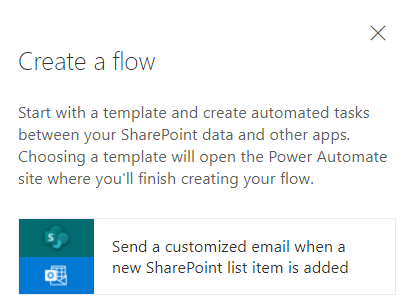 Create a flow
Start with a template and create automated tasks
between your SharePoint data and other apps.
Choosing a template will open the Power Automate
site where you'll finish creating your flow.
S
Send a customized email when a
new SharePoint list item is added